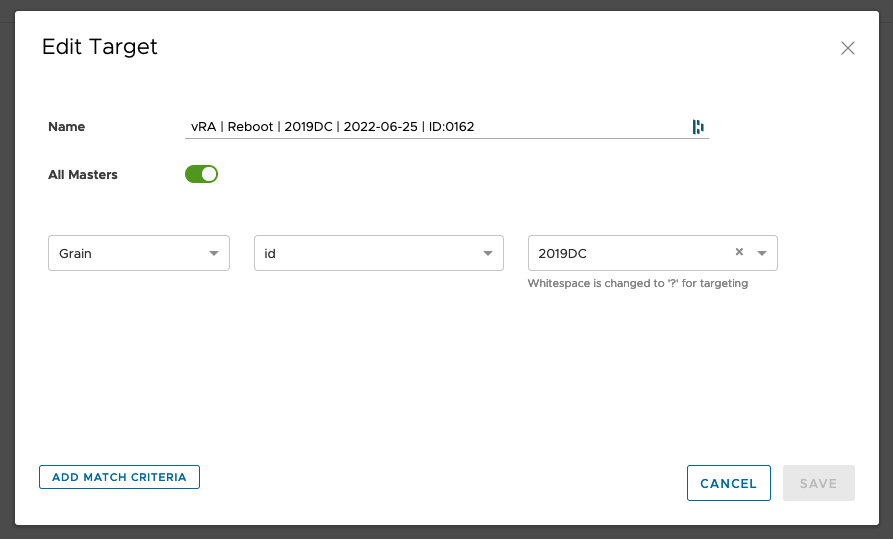 Edit Target
Name
vRA | Reboot | 2019DC | 2022-06-25 | ID:0162
All Masters
Grain
id
2019DC
Whitespace is changed to '?' for targeting
ADD MATCH CRITERIA
CANCEL
SAVE